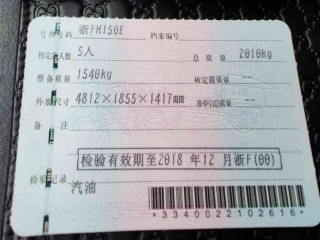 号牌号码 浙FH150E 档案编号
核定载人数 5人 总质量 2010kg
整备质量 1540kg 核定载质量 --
外廓尺寸 4812×1855×1417mm 准牵引总质量 --
备注
检验有效期至2018 年 12 月浙F(00)
检验记录
汽油
*3340022102616*